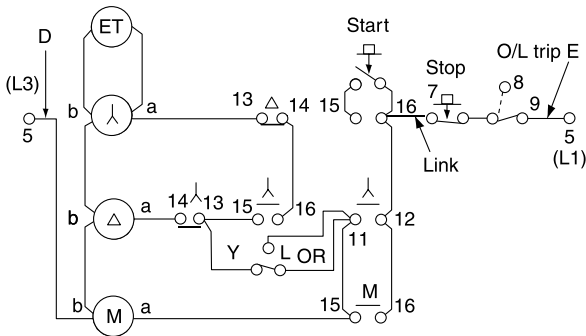 ET
Start
D
O/L trip E
(L3)
Stop
8
13 Δ 14
15 16
7
9
b a
5
5
Link
(L1)
14 13
15 16
12
b Δ a
11
Y L OR
b M a
15 M 16